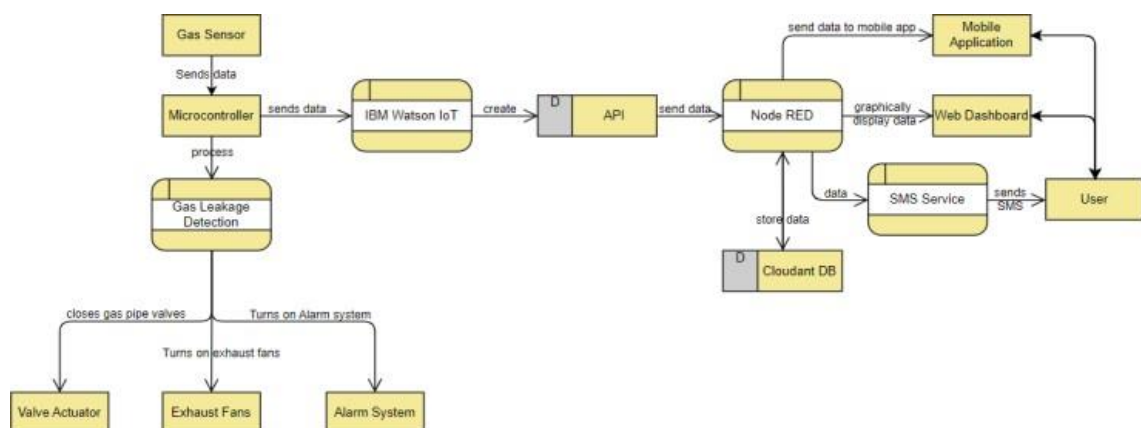 Gas Sensor
Sends data
Microcontroller
sends data
IBM Watson IoT
create
D
API
send data
Node RED
send data to mobile app
Mobile
Application
graphically
display data
Web Dashboard
process
Gas Leakage
Detection
data
SMS Service
sends
SMS
User
store data
D
Cloudant DB
closes gas pipe valves
Turns on Alarm system
Turns on exhaust fans
Valve Actuator
Exhaust Fans
Alarm System